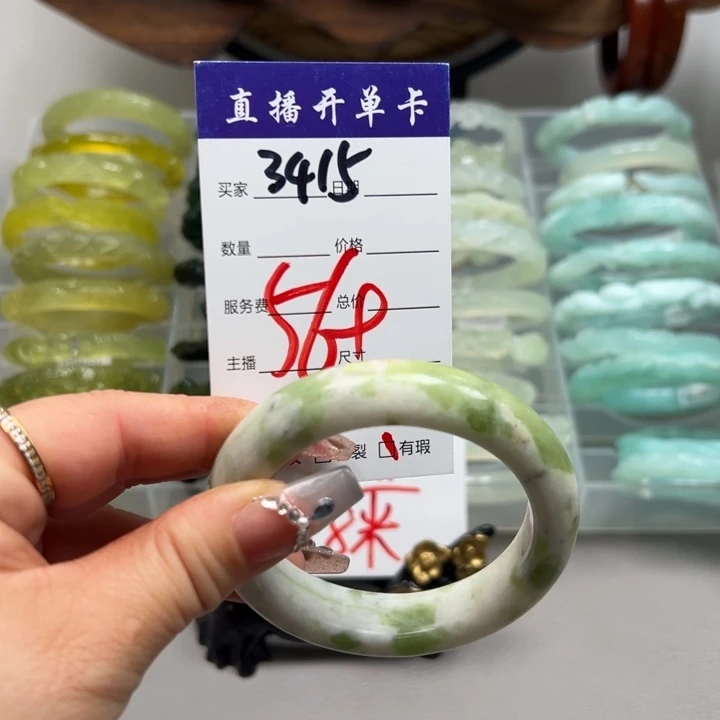 直播开单卡
买家 3415 日期
数量 价格
服务费 568 总价
主播 尺寸
裂 有瑕